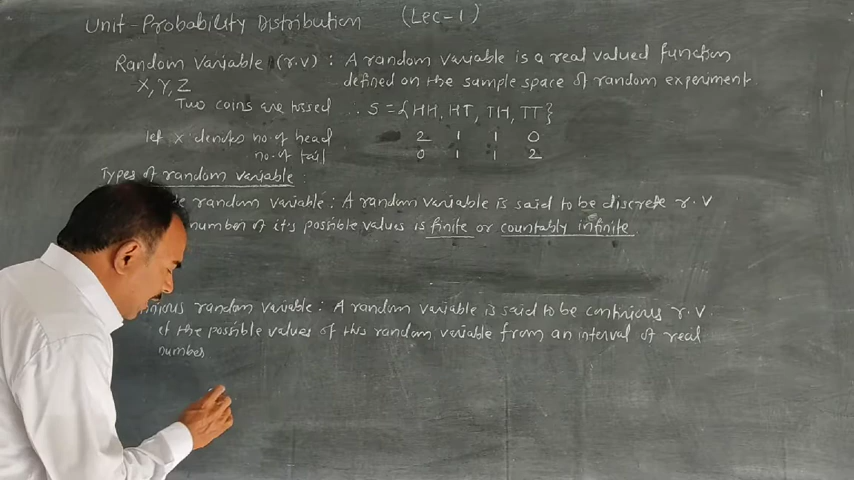 Unit-Probability Distribution (Lec-1)
Random Variable (r.v) : A random variable is a real valued function
X, Y, Z defined on the sample space of random experiment
Two coins are tossed ... S = {HH, HT, TH, TT}
let x denotes no. of head 2 1 1 0
no. of tail 0 1 1 2
Types of random variable :
random variable : A random variable is said to be discrete r.v
number of it's possible values is finite or countably infinite.
random variable : A random variable is said to be continious r.v.
if the possible values of this random variable from an interval of real
number